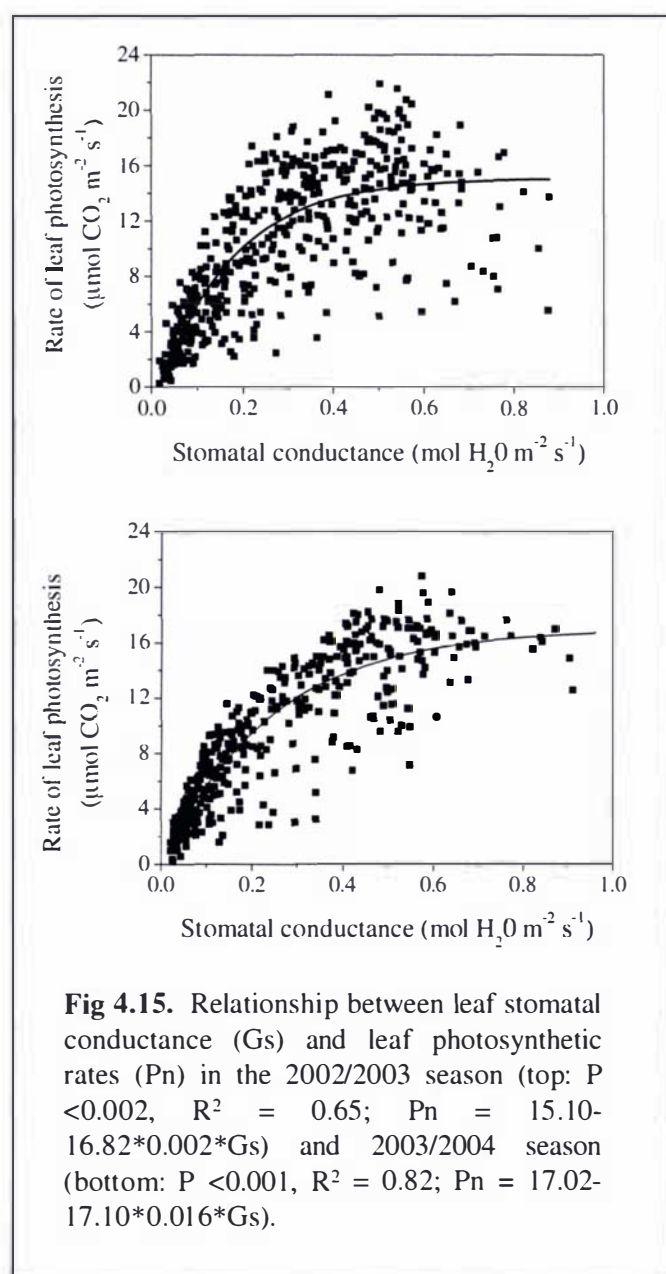 24
20
16
12
8
4
0
Rate of leaf photosynthesis
(μmol CO₂ m⁻² s⁻¹)
0.0 0.2 0.4 0.6 0.8 1.0
Stomatal conductance (mol H₂0 m⁻² s⁻¹)
24
20
16
12
8
4
0
Rate of leaf photosynthesis
(μmol CO₂ m⁻² s⁻¹)
0.0 0.2 0.4 0.6 0.8 1.0
Stomatal conductance (mol H₂0 m⁻² s⁻¹)
Fig 4.15. Relationship between leaf stomatal
conductance (Gs) and leaf photosynthetic
rates (Pn) in the 2002/2003 season (top: P
<0.002, R² = 0.65; Pn = 15.10-
16.82*0.002*Gs) and 2003/2004 season
(bottom: P <0.001, R² = 0.82; Pn = 17.02-
17.10*0.016*Gs).